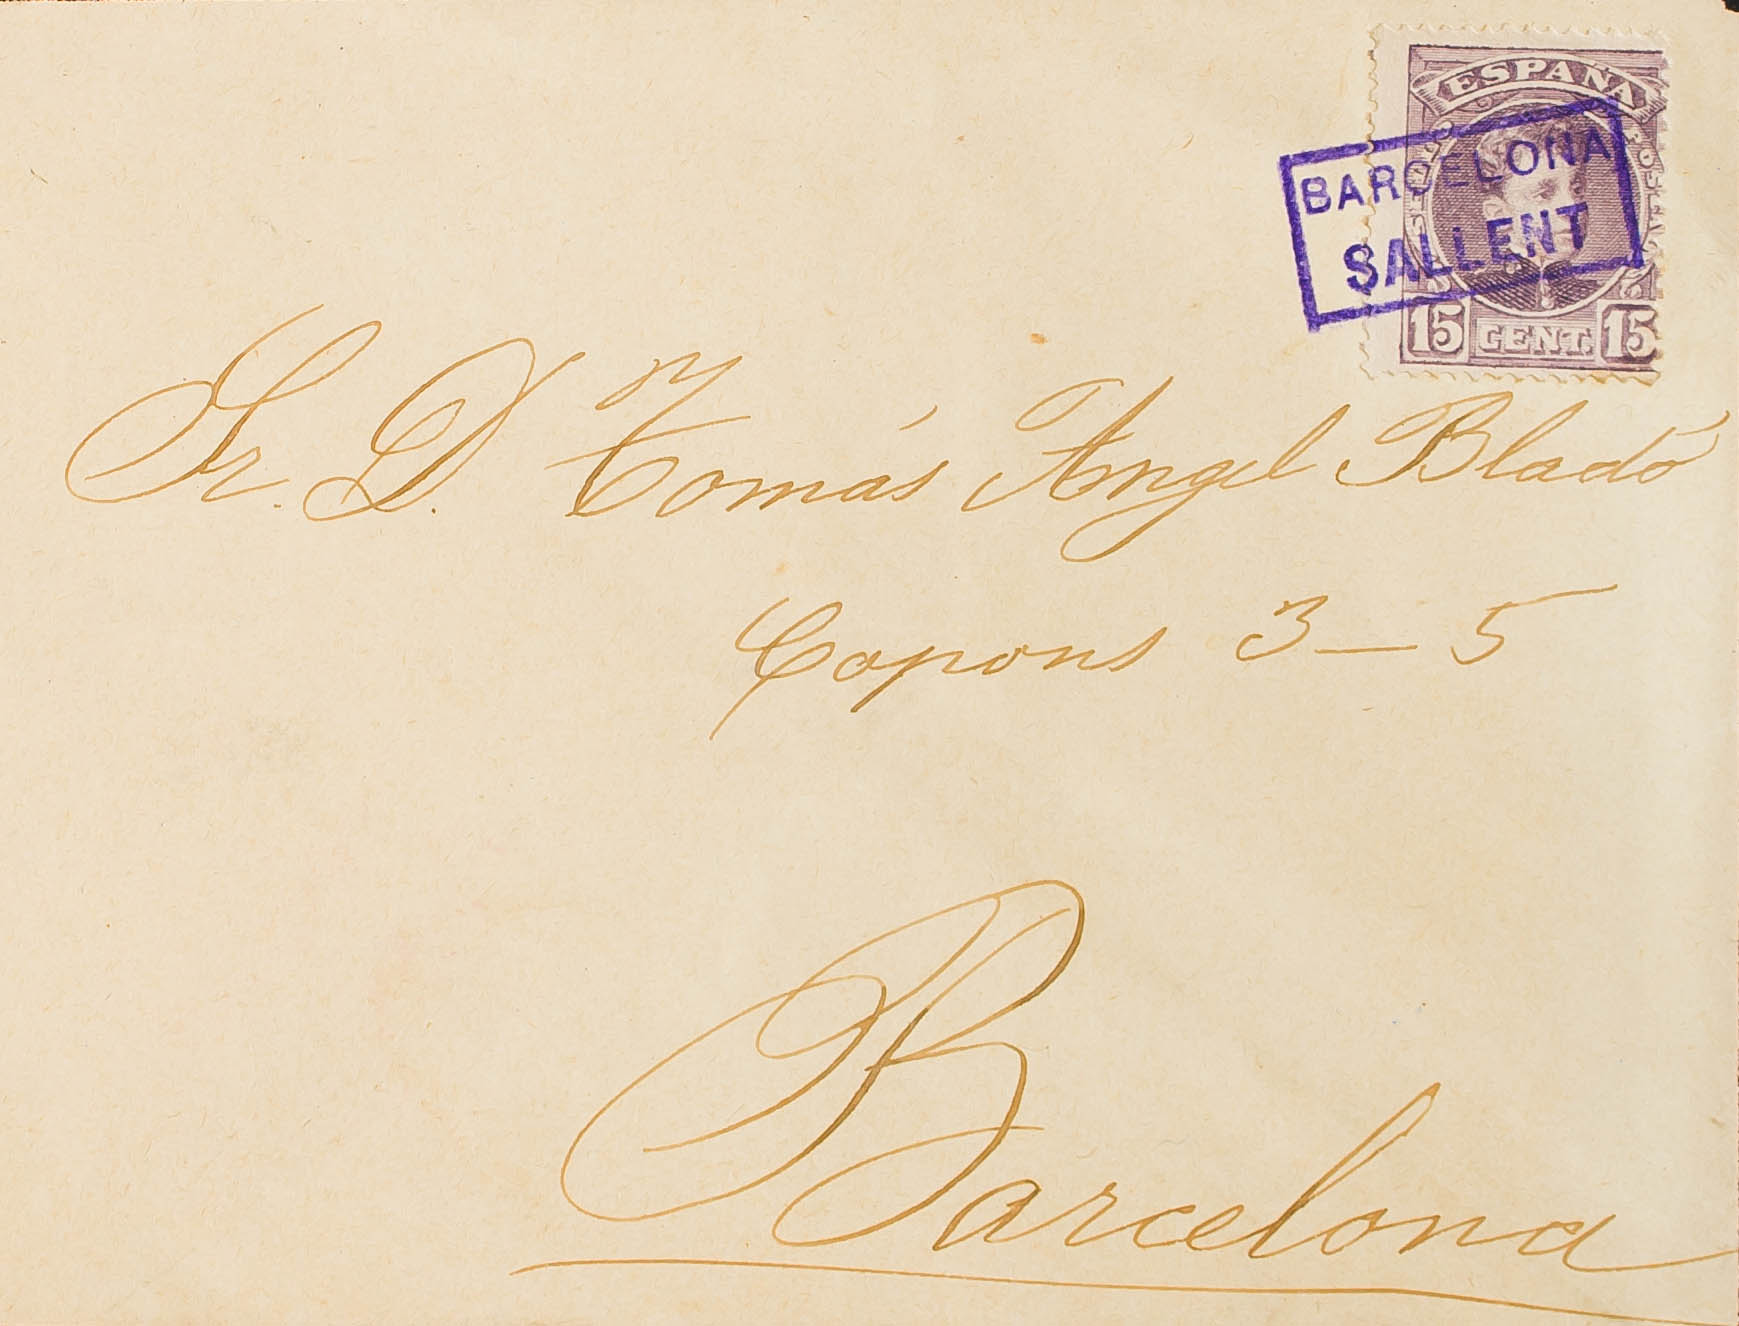 ESPAÑA
BARCELONA
SALLENT
15 CENT. 15
Sr. D. Tomás Angel Bladó
Copons 3 — 5
Barcelona